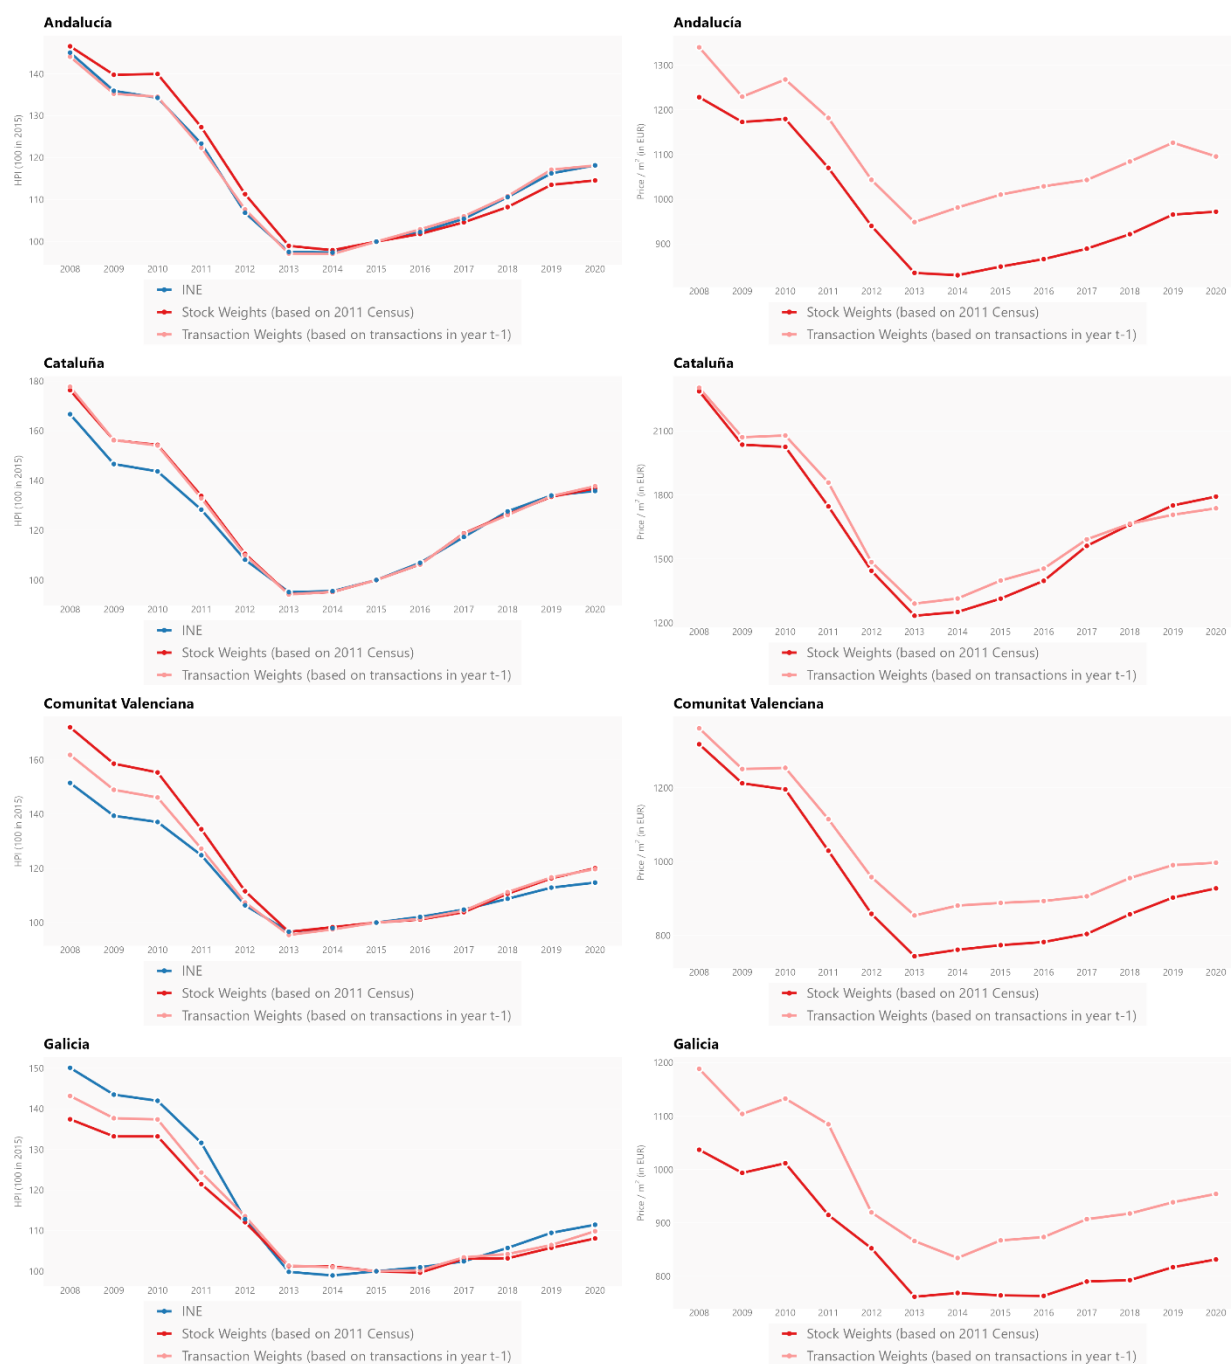 Andalucía
HPI (100 in 2015)
140
130
120
110
100
2008 2009 2010 2011 2012 2013 2014 2015 2016 2017 2018 2019 2020
INE
Stock Weights (based on 2011 Census)
Transaction Weights (based on transactions in year t-1)
Andalucía
Price / m² (in EUR)
1300
1200
1100
1000
900
2008 2009 2010 2011 2012 2013 2014 2015 2016 2017 2018 2019 2020
Stock Weights (based on 2011 Census)
Transaction Weights (based on transactions in year t-1)
Cataluña
HPI (100 in 2015)
180
160
140
120
100
2008 2009 2010 2011 2012 2013 2014 2015 2016 2017 2018 2019 2020
INE
Stock Weights (based on 2011 Census)
Transaction Weights (based on transactions in year t-1)
Cataluña
Price / m² (in EUR)
2100
1800
1500
1200
2008 2009 2010 2011 2012 2013 2014 2015 2016 2017 2018 2019 2020
Stock Weights (based on 2011 Census)
Transaction Weights (based on transactions in year t-1)
Comunitat Valenciana
HPI (100 in 2015)
160
140
120
100
2008 2009 2010 2011 2012 2013 2014 2015 2016 2017 2018 2019 2020
INE
Stock Weights (based on 2011 Census)
Transaction Weights (based on transactions in year t-1)
Comunitat Valenciana
Price / m² (in EUR)
1200
1000
800
2008 2009 2010 2011 2012 2013 2014 2015 2016 2017 2018 2019 2020
Stock Weights (based on 2011 Census)
Transaction Weights (based on transactions in year t-1)
Galicia
HPI (100 in 2015)
150
140
130
120
110
100
2008 2009 2010 2011 2012 2013 2014 2015 2016 2017 2018 2019 2020
INE
Stock Weights (based on 2011 Census)
Transaction Weights (based on transactions in year t-1)
Galicia
Price / m² (in EUR)
1200
1100
1000
900
800
2008 2009 2010 2011 2012 2013 2014 2015 2016 2017 2018 2019 2020
Stock Weights (based on 2011 Census)
Transaction Weights (based on transactions in year t-1)